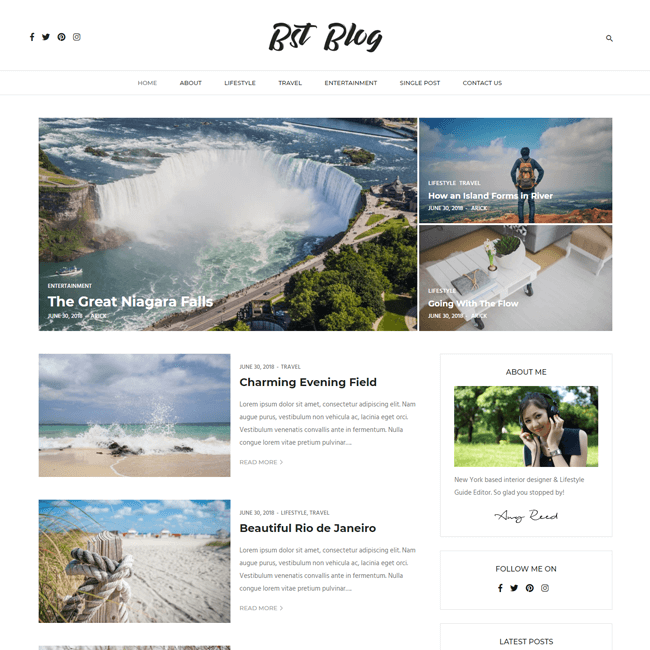 Bst Blog
HOME ABOUT LIFESTYLE TRAVEL ENTERTAINMENT SINGLE POST CONTACT US
ENTERTAINMENT
The Great Niagara Falls
JUNE 30, 2018 - ARICK
LIFESTYLE TRAVEL
How an Island Forms in River
JUNE 30, 2018 - ARICK
LIFESTYLE
Going With The Flow
JUNE 30, 2018 - ARICK
JUNE 30, 2018 - TRAVEL
Charming Evening Field
Lorem ipsum dolor sit amet, consectetur adipiscing elit. Nam
augue purus, vestibulum non vehicula ac, lacinia eget orci.
Vestibulum venenatis convallis ante in fermentum. Nulla
congue lorem vitae pretium pulvinar....
READ MORE >
JUNE 30, 2018 - LIFESTYLE, TRAVEL
Beautiful Rio de Janeiro
Lorem ipsum dolor sit amet, consectetur adipiscing elit. Nam
augue purus, vestibulum non vehicula ac, lacinia eget orci.
Vestibulum venenatis convallis ante in fermentum. Nulla
congue lorem vitae pretium pulvinar....
READ MORE >
ABOUT ME
New York based interior designer & Lifestyle
Guide Editor. So glad you stopped by!
Amy Reed
FOLLOW ME ON
LATEST POSTS